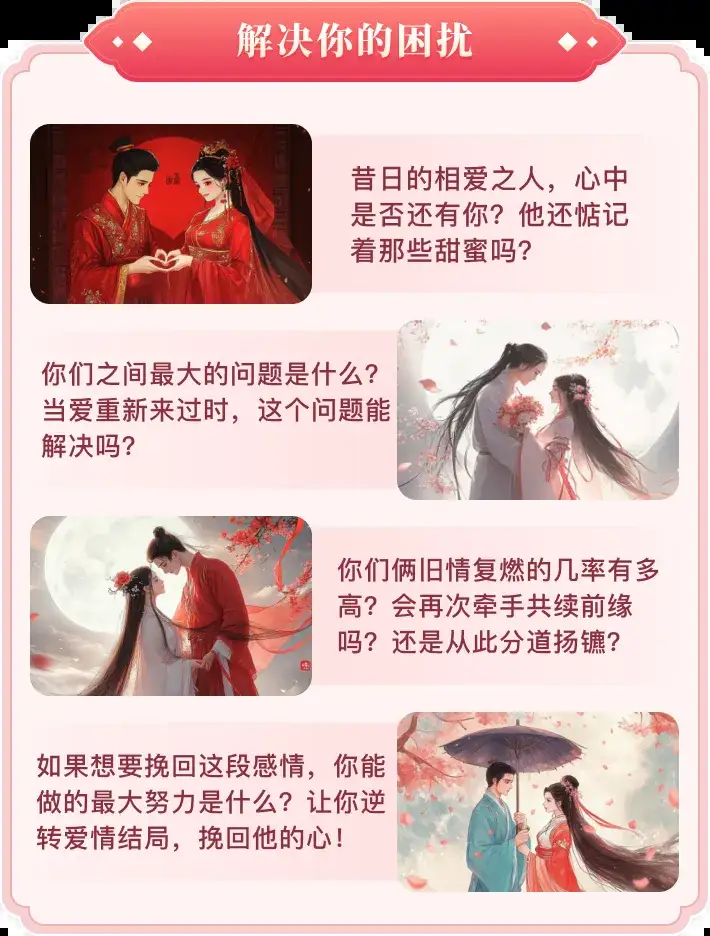 解决你的困扰
昔日的相爱之人，心中
是否还有你？他还惦记
着那些甜蜜吗？
你们之间最大的问题是什么？
当爱重新来过时，这个问题能
解决吗？
你们俩旧情复燃的几率有多
高？会再次牵手共续前缘
吗？还是从此分道扬镳？
如果想要挽回这段感情，你能
做的最大努力是什么？让你逆
转爱情结局，挽回他的心！